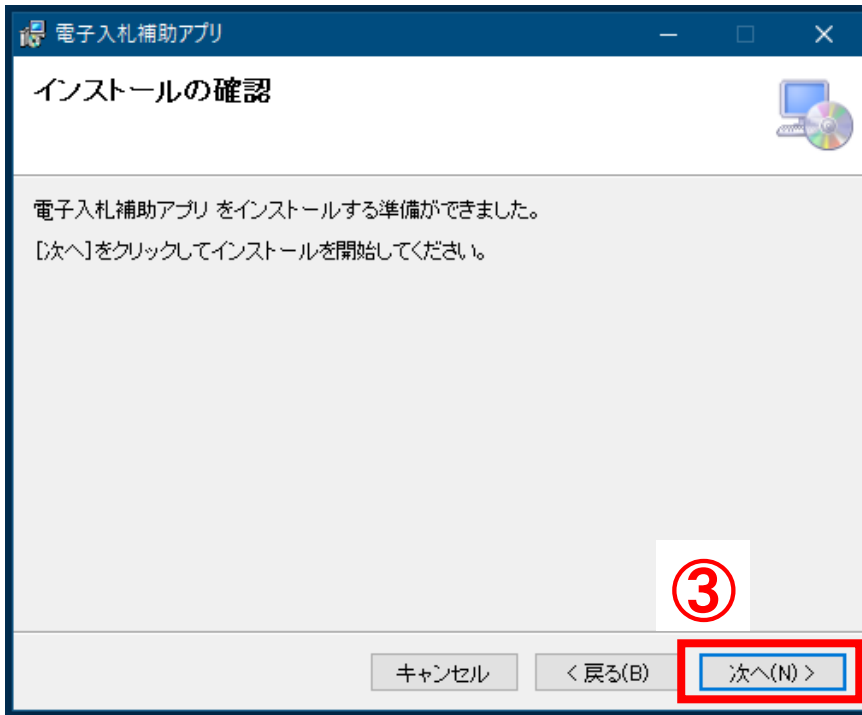 電子入札補助アプリ
インストールの確認
電子入札補助アプリ をインストールする準備ができました。
[次へ]をクリックしてインストールを開始してください。
③
キャンセル
< 戻る(B)
次へ(N) >